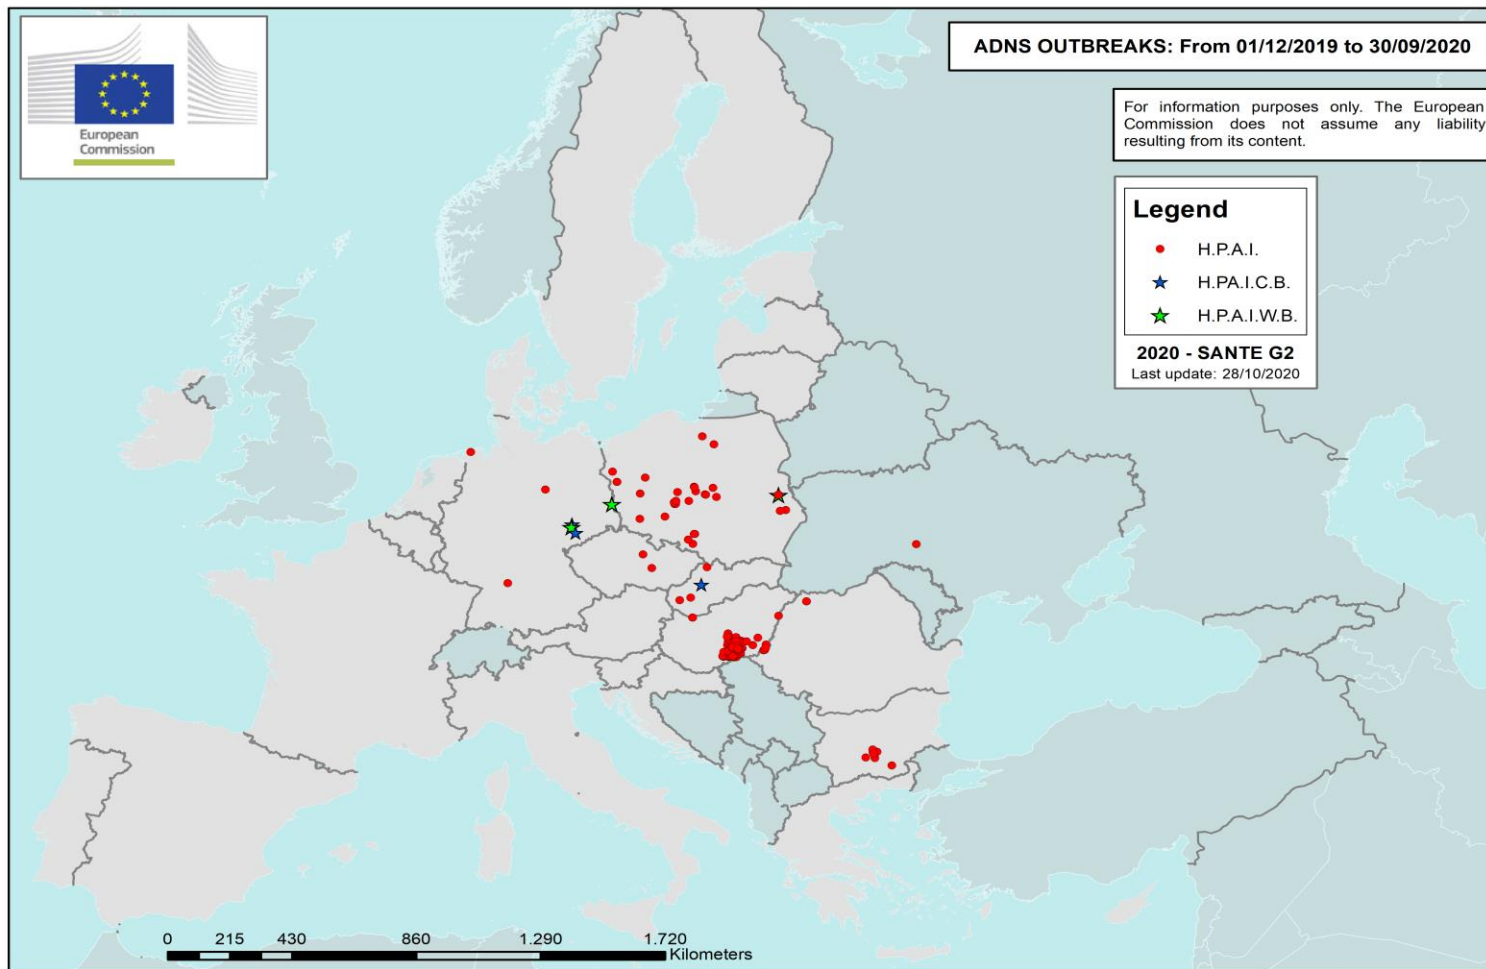 European
Commission
ADNS OUTBREAKS: From 01/12/2019 to 30/09/2020
For information purposes only. The European
Commission does not assume any liability
resulting from its content.
Legend
H.P.A.I.
H.PA.I.C.B.
H.P.A.I.W.B.
2020 - SANTE G2
Last update: 28/10/2020
0 215 430 860 1.290 1.720
Kilometers